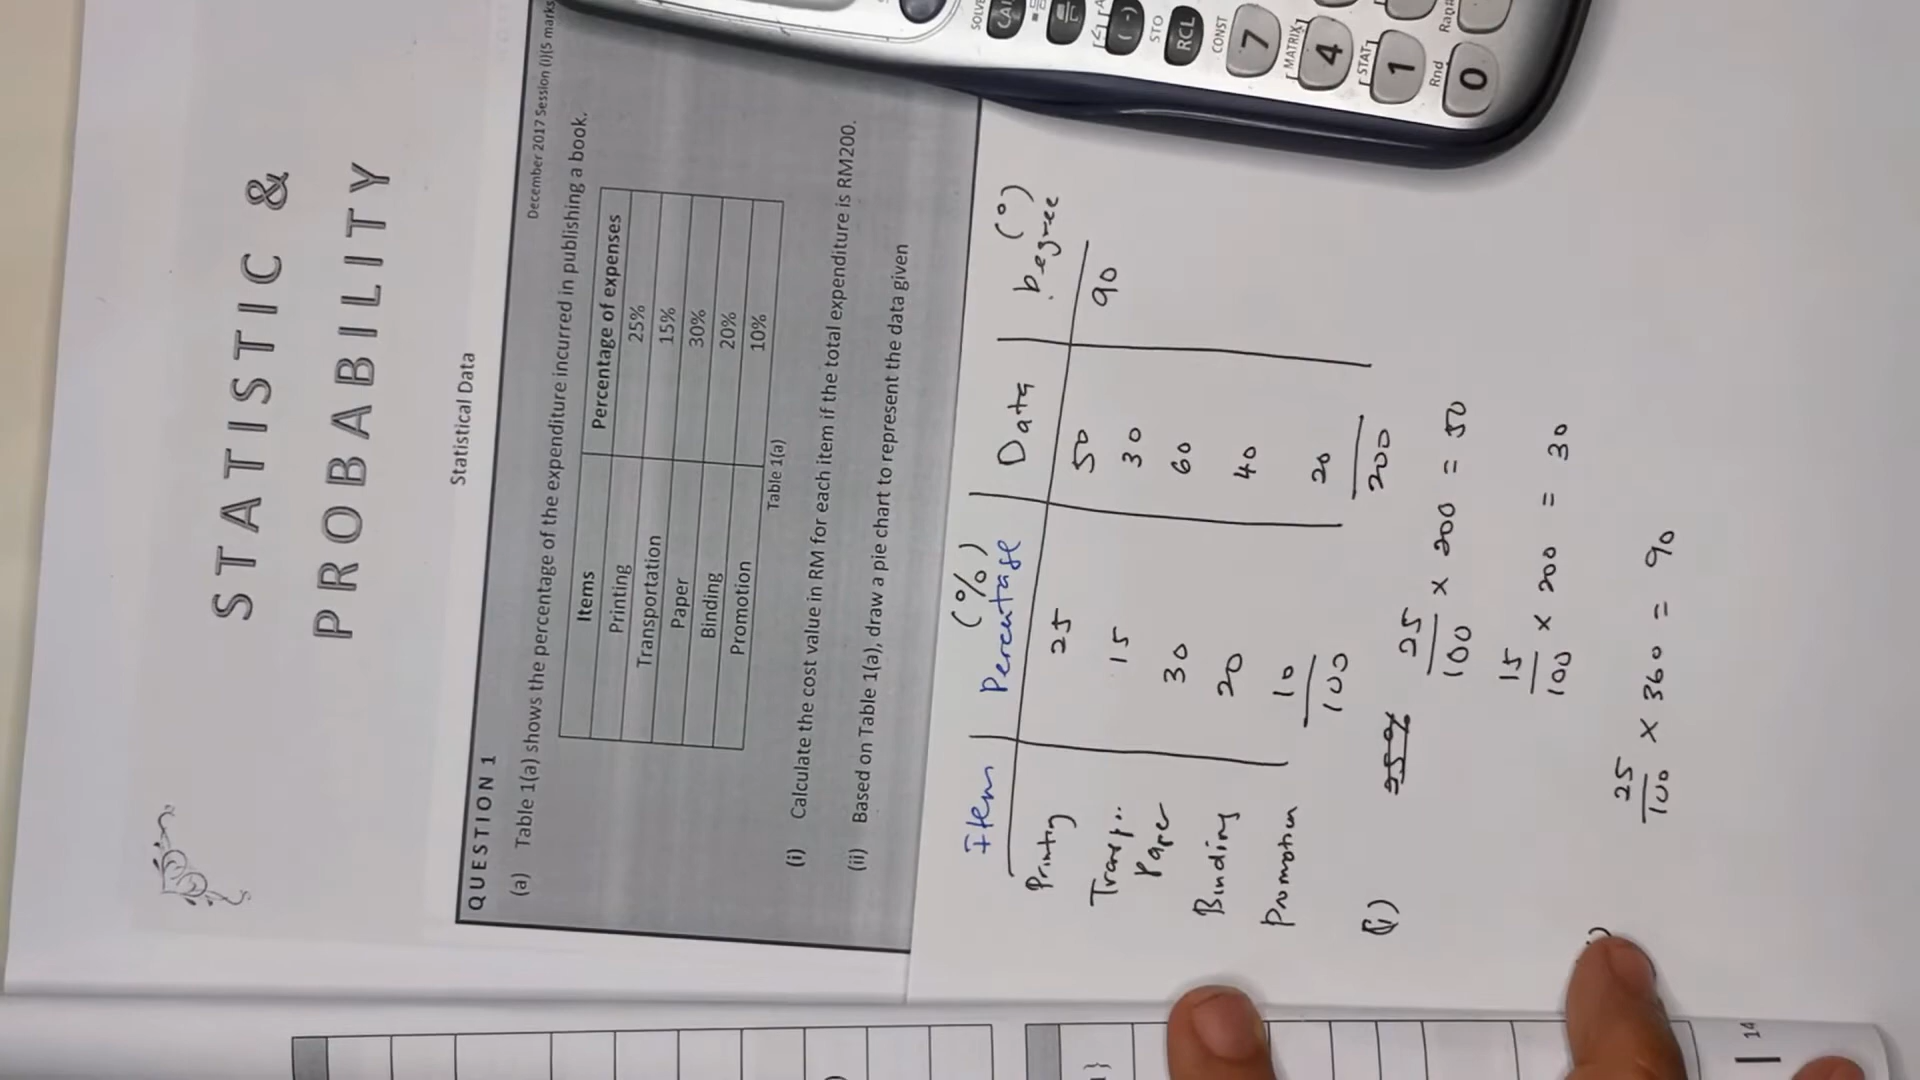 STATISTIC &
PROBABILITY
Statistical Data
QUESTION 1
December 2017 Session (I)(5 marks
(a) Table 1(a) shows the percentage of the expenditure incurred in publishing a book.
Items Percentage of expenses
Printing 25%
Transportation 15%
Paper 30%
Binding 20%
Promotion 10%
Table 1(a)
(i) Calculate the cost value in RM for each item if the total expenditure is RM200.
(ii) Based on Table 1(a), draw a pie chart to represent the data given
(%) (°)
Item Percentage Data Degree
Printing 25 50 90
Transp.. 15 30
Paper 30 60
Binding 20 40
Promotion 10 20
100 200
(i) 25%
25/100 × 200 = 50
15/100 × 200 = 30
25/100 × 360 = 90
14
SOLVE
CAL
(-)
STO
RCL
CONST
7
[MATRIX]
4
[STAT]
1
Rnd
0